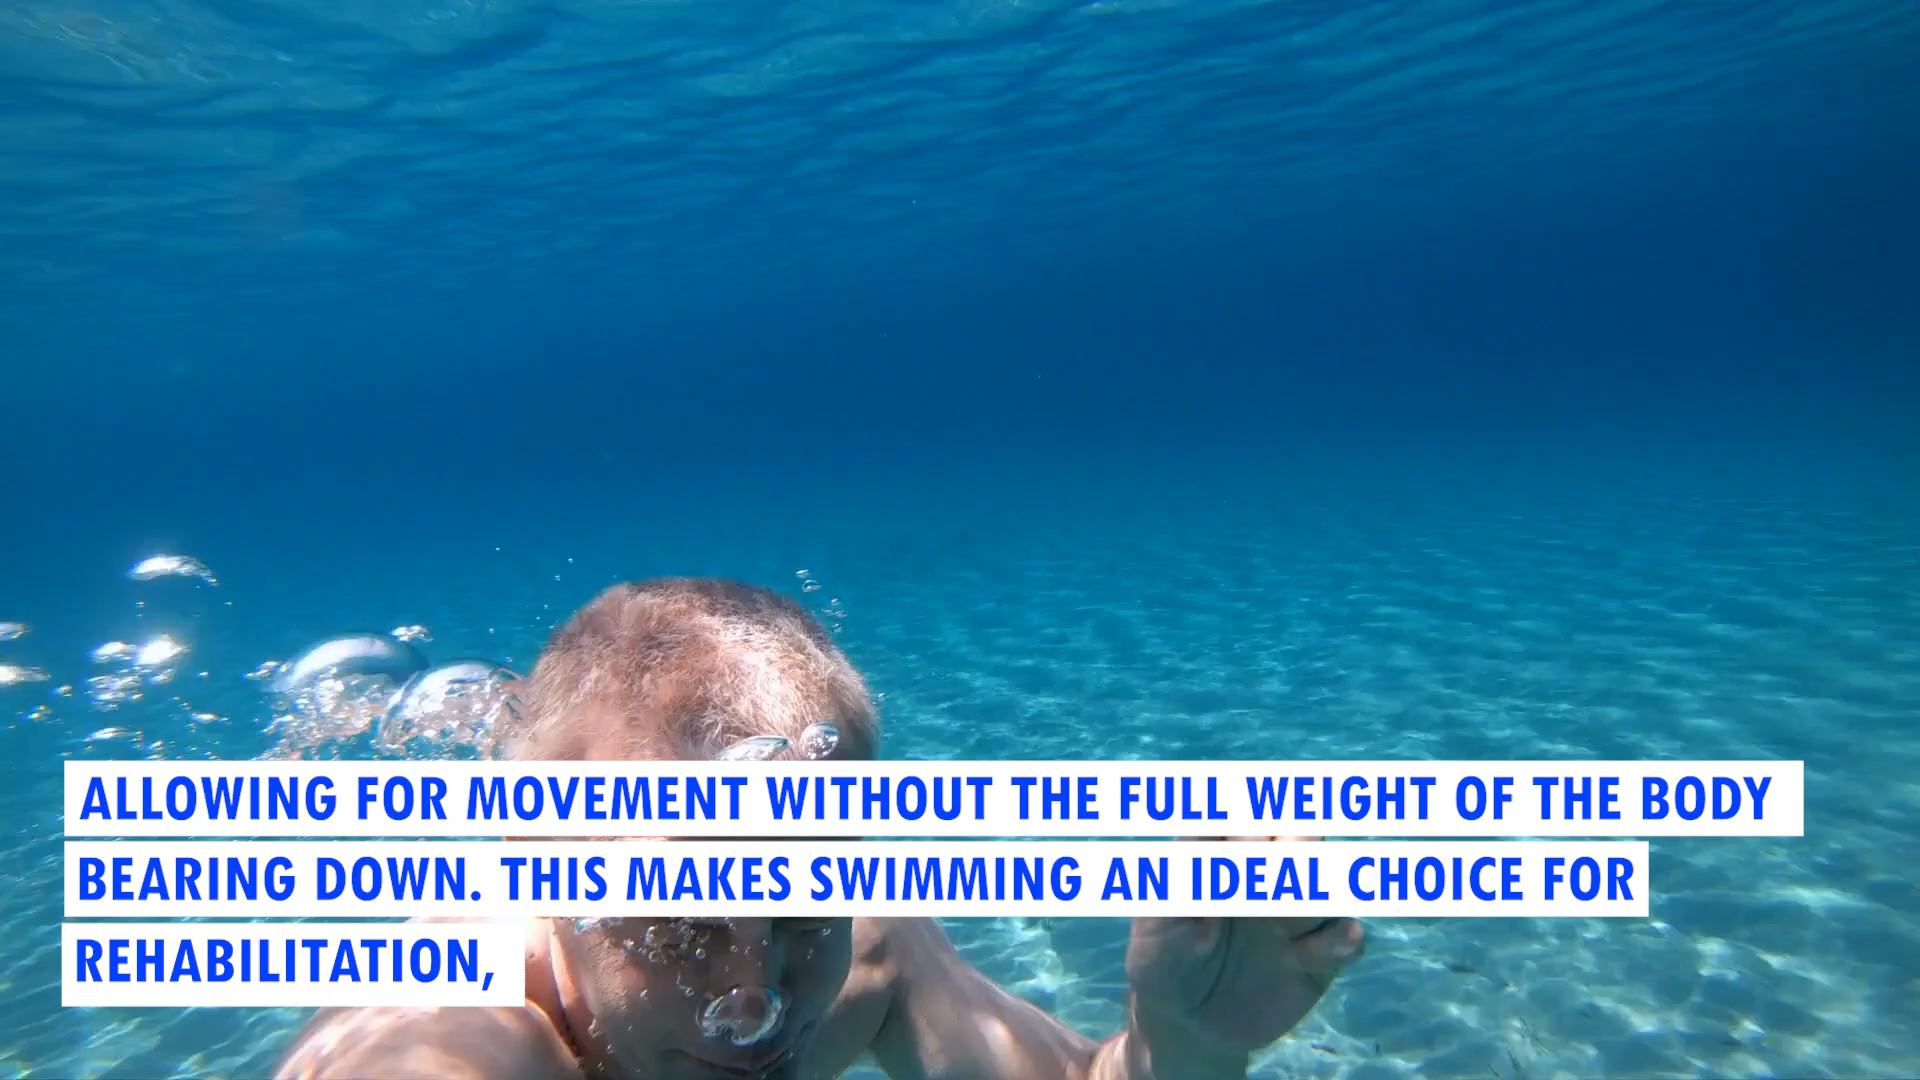 ALLOWING FOR MOVEMENT WITHOUT THE FULL WEIGHT OF THE BODY
BEARING DOWN. THIS MAKES SWIMMING AN IDEAL CHOICE FOR
REHABILITATION,